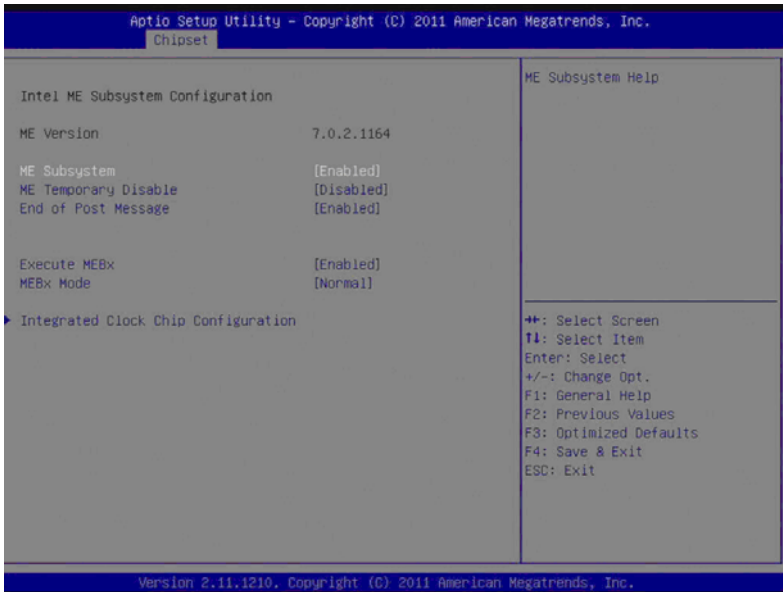 Aptio Setup Utility – Copyright (C) 2011 American Megatrends, Inc.
Chipset
Intel ME Subsystem Configuration
ME Version 7.0.2.1164
ME Subsystem [Enabled]
ME Temporary Disable [Disabled]
End of Post Message [Enabled]
Execute MEBx [Enabled]
MEBx Mode [Normal]
Integrated Clock Chip Configuration
ME Subsystem Help
→←: Select Screen
↑↓: Select Item
Enter: Select
+/-: Change Opt.
F1: General Help
F2: Previous Values
F3: Optimized Defaults
F4: Save & Exit
ESC: Exit
Version 2.11.1210. Copyright (C) 2011 American Megatrends, Inc.